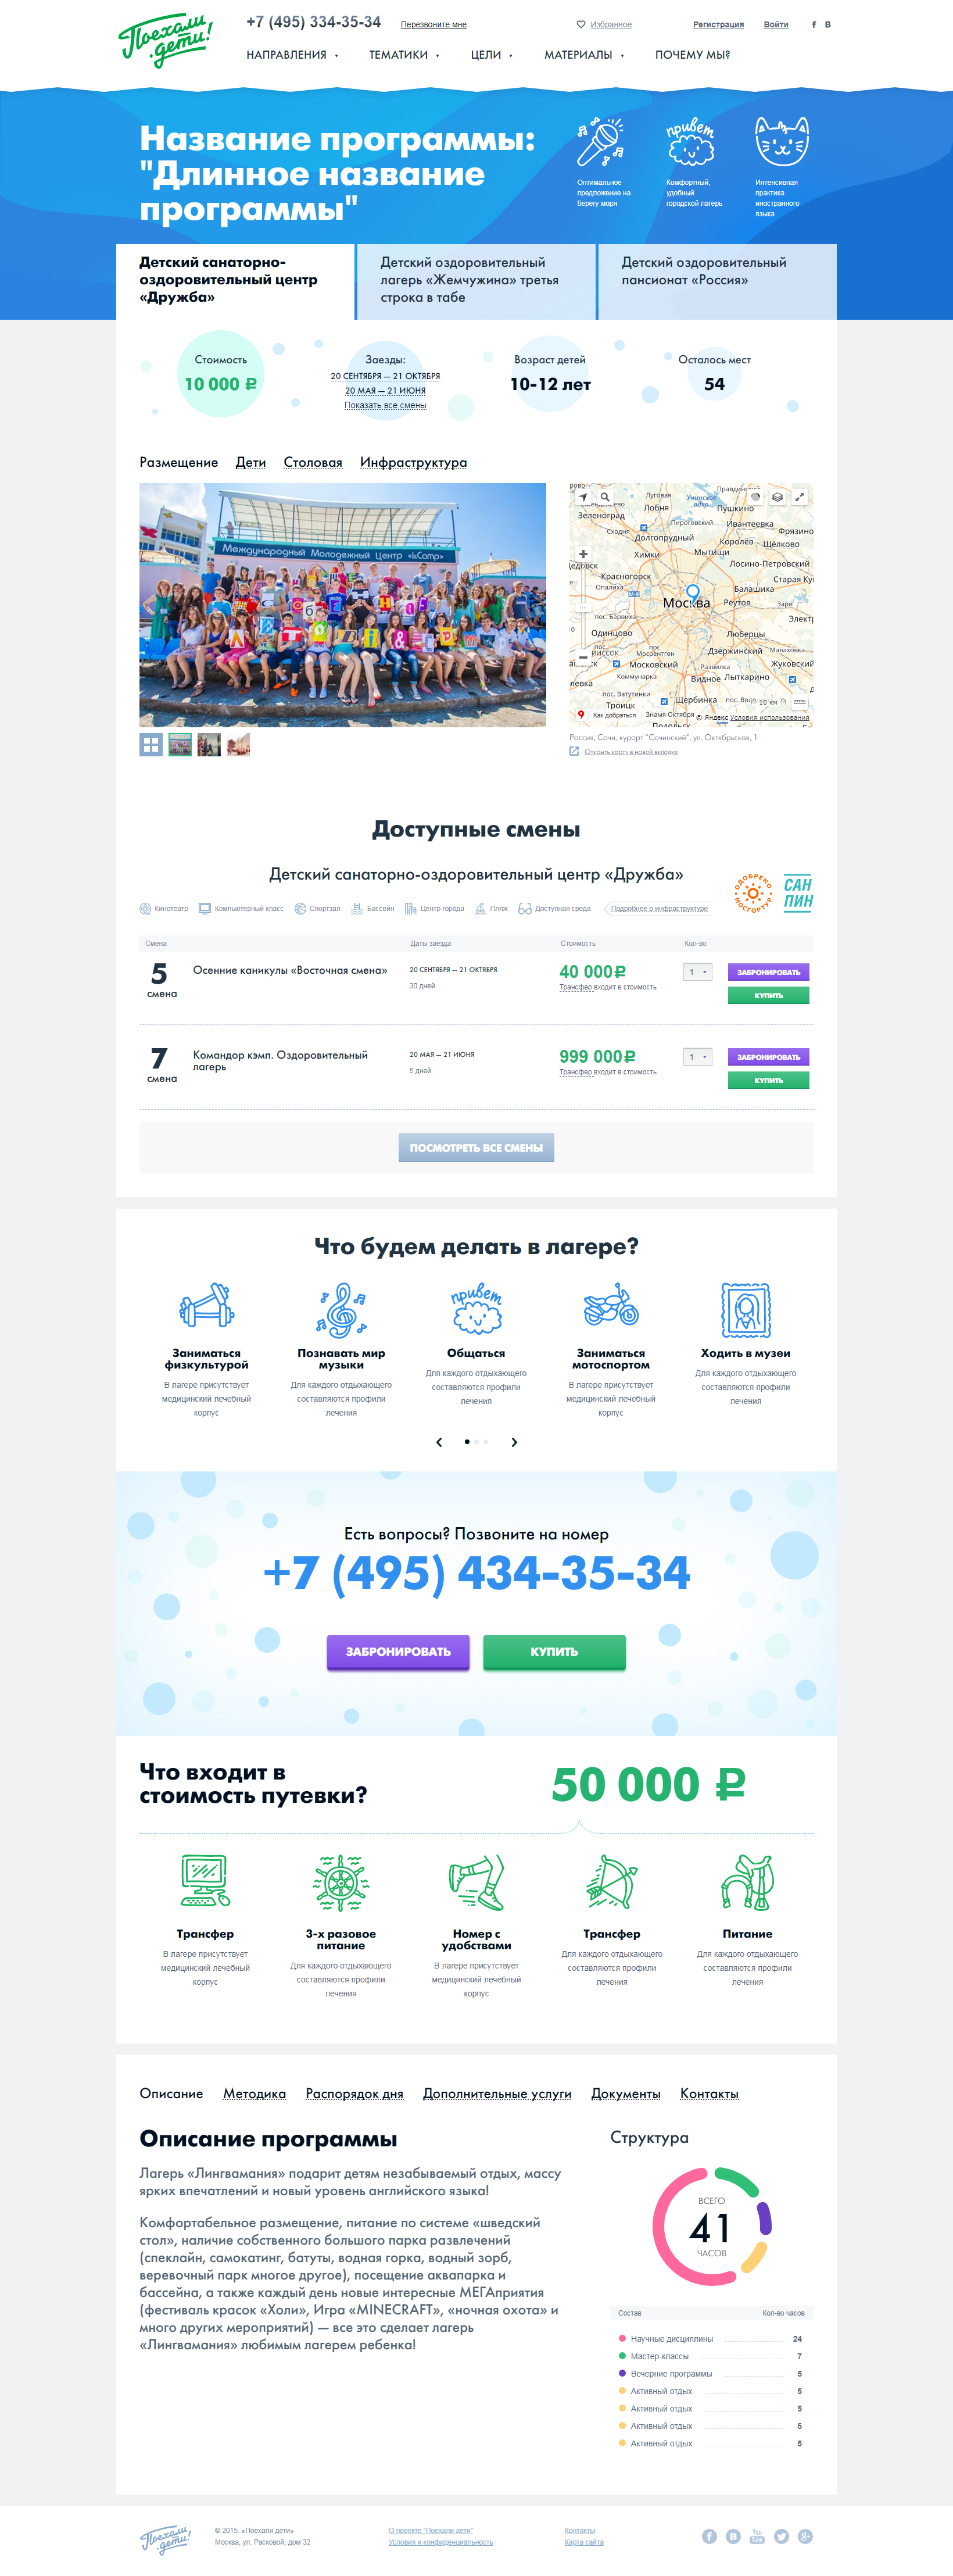 Поехали дети!
+7 (495) 334-35-34
Перезвоните мне
Избранное
Регистрация
Войти
НАПРАВЛЕНИЯ
ТЕМАТИКИ
ЦЕЛИ
МАТЕРИАЛЫ
ПОЧЕМУ МЫ?
Название программы:
"Длинное название
программы"
привет
Оптимальное
предложение на
берегу моря
Комфортный,
удобный
городской лагерь
Интенсивная
практика
иностранного
языка
Детский санаторно-
оздоровительный центр
«Дружба»
Детский оздоровительный
лагерь «Жемчужина» третья
строка в табе
Детский оздоровительный
пансионат «Россия»
Стоимость
10 000 ₽
Заезды:
20 СЕНТЯБРЯ — 21 ОКТЯБРЯ
20 МАЯ — 21 ИЮНЯ
Показать все смены
Возраст детей
10-12 лет
Осталось мест
54
Размещение
Дети
Столовая
Инфраструктура
Международный Молодежный Центр
Луговая
Лобня
Пушкино
Зеленоград
Сходня
Пироговский
Ивантеевка
Долгопрудный
Фрязино
Королёв
Щёлково
Химки
Мытищи
Лосино-Петровский
Красногорск
Опалиха
Балашиха
Москва
Реутов
Заря
пос. Барвиха
Одинцово
Люберцы
Дзержинский
Малаховка
Московский
Развилка
Жуковский
Коммунарка
Видное
Лыткарино
пос. Ватутинки
Щербинка
Троицк
Знамя Октября
Как добраться
© Яндекс Условия использования
Россия, Сочи, курорт "Сочинский", ул. Октябрьская, 1
Открыть карту в новой вкладке
Доступные смены
Детский санаторно-оздоровительный центр «Дружба»
ОДОБРЕНО МОСГОРТУР
САН
ПИН
Кинотеатр
Компьютерный класс
Спортзал
Бассейн
Центр города
Пляж
Доступная среда
Подробнее о инфраструктуре
Смена
Даты заезда
Стоимость
Кол-во
5
смена
Осенние каникулы «Восточная смена»
20 СЕНТЯБРЯ — 21 ОКТЯБРЯ
30 дней
40 000₽
Трансфер входит в стоимость
1
ЗАБРОНИРОВАТЬ
КУПИТЬ
7
смена
Командор кэмп. Оздоровительный
лагерь
20 МАЯ — 21 ИЮНЯ
5 дней
999 000₽
Трансфер входит в стоимость
1
ЗАБРОНИРОВАТЬ
КУПИТЬ
ПОСМОТРЕТЬ ВСЕ СМЕНЫ
Что будем делать в лагере?
привет
Заниматься
физкультурой
В лагере присутствует
медицинский лечебный
корпус
Познавать мир
музыки
Для каждого отдыхающего
составляются профили
лечения
Общаться
Для каждого отдыхающего
составляются профили
лечения
Заниматься
мотоспортом
В лагере присутствует
медицинский лечебный
корпус
Ходить в музеи
Для каждого отдыхающего
составляются профили
лечения
Есть вопросы? Позвоните на номер
+7 (495) 434-35-34
ЗАБРОНИРОВАТЬ
КУПИТЬ
Что входит в
стоимость путевки?
50 000 ₽
Трансфер
В лагере присутствует
медицинский лечебный
корпус
3-х разовое
питание
Для каждого отдыхающего
составляются профили
лечения
Номер с
удобствами
В лагере присутствует
медицинский лечебный
корпус
Трансфер
Для каждого отдыхающего
составляются профили
лечения
Питание
Для каждого отдыхающего
составляются профили
лечения
Описание
Методика
Распорядок дня
Дополнительные услуги
Документы
Контакты
Описание программы
Лагерь «Лингвамания» подарит детям незабываемый отдых, массу
ярких впечатлений и новый уровень английского языка!
Комфортабельное размещение, питание по системе «шведский
стол», наличие собственного большого парка развлечений
(спеклайн, самокатинг, батуты, водная горка, водный зорб,
веревочный парк многое другое), посещение аквапарка и
бассейна, а также каждый день новые интересные МЕГАприятия
(фестиваль красок «Холи», Игра «MINECRAFT», «ночная охота» и
много других мероприятий) — все это сделает лагерь
«Лингвамания» любимым лагерем ребенка!
Структура
ВСЕГО
41
ЧАСОВ
Состав
Кол-во часов
Научные дисциплины 24
Мастер-классы 7
Вечерние программы 5
Активный отдых 5
Активный отдых 5
Активный отдых 5
Активный отдых 5
Поехали дети!
© 2015. «Поехали дети»
Москва, ул. Расковой, дом 32
О проекте "Поехали дети"
Условия и конфиденциальность
Контакты
Карта сайта
You Tube